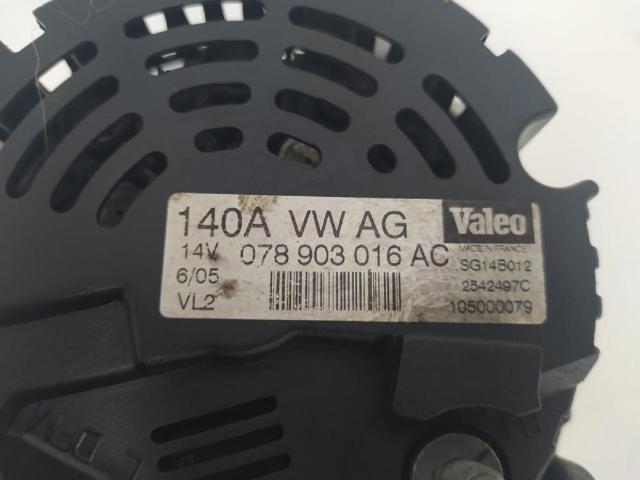 140A VW AG Valeo
14V 078 903 016 AC MADE IN FRANCE
6/05 SG14B012
VL2 2542497C
105000079